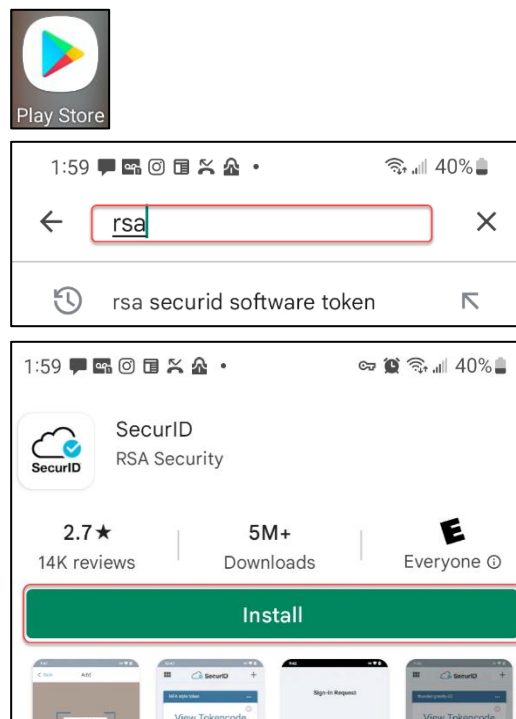 Play Store
1:59 40%
rsa
rsa securid software token
1:59 40%
SecurID
SecurID
RSA Security
2.7★ 5M+ E
14K reviews Downloads Everyone
Install
Add SecurID + SecurID +
View Tokencode Sign-in Request View Tokencode